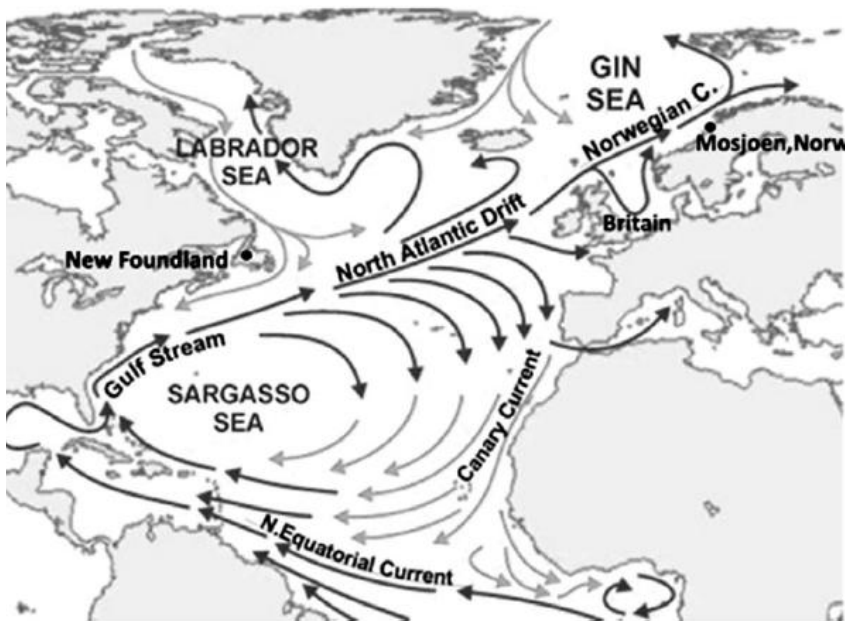 GIN
SEA
Norwegian C.
Mosjoen,Norw
LABRADOR
SEA
Britain
North Atlantic Drift
New Foundland
Gulf Stream
SARGASSO
SEA
Canary Current
N.Equatorial Current